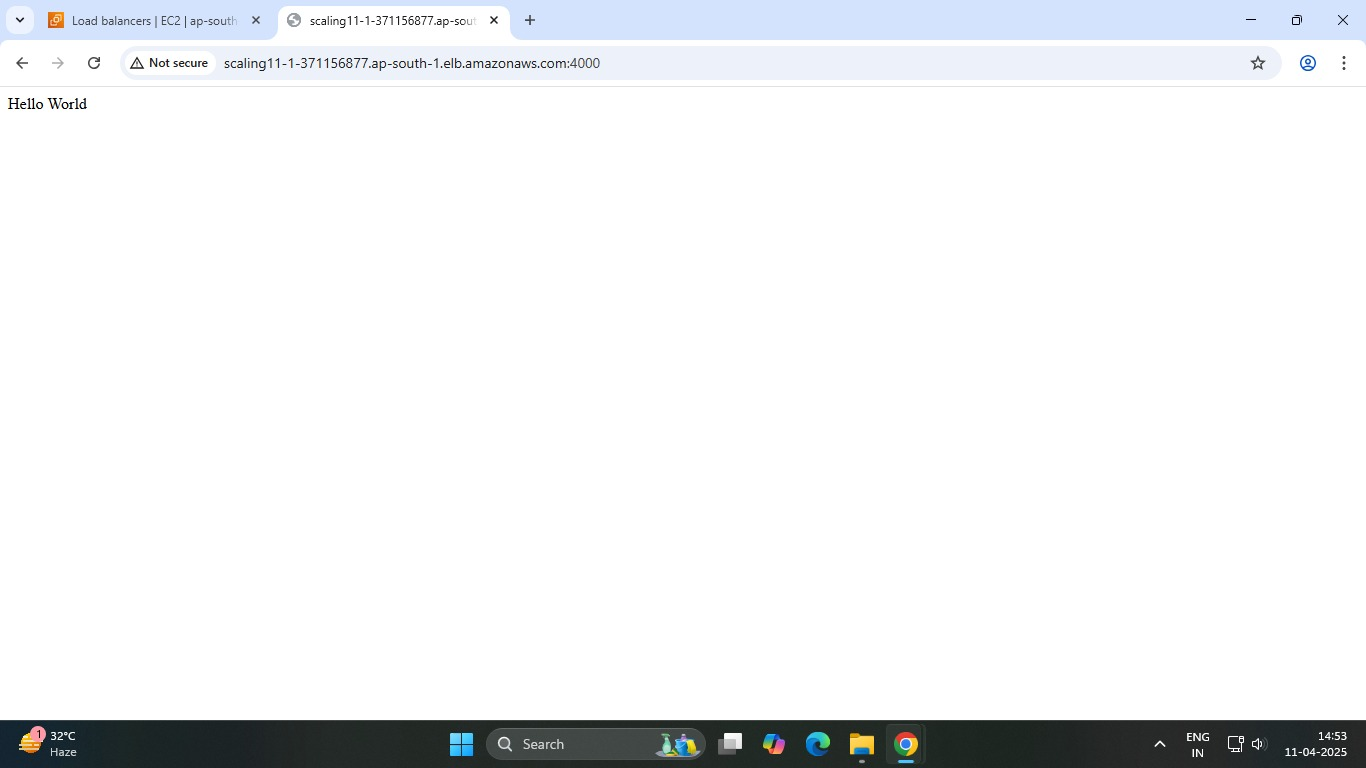 Load balancers | EC2 | ap-south
scaling11-1-371156877.ap-sout
Not secure
scaling11-1-371156877.ap-south-1.elb.amazonaws.com:4000
Hello World
1
32°C
Haze
Search
ENG
IN
14:53
11-04-2025